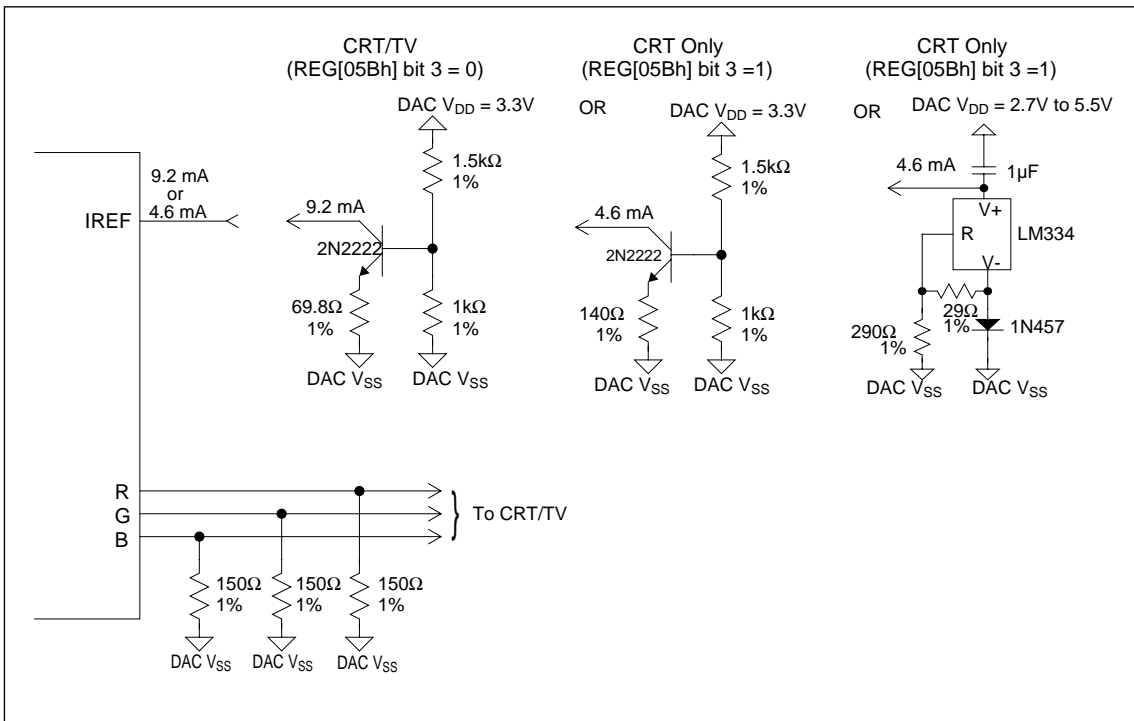 CRT/TV
(REG[05Bh] bit 3 = 0)
DAC VDD = 3.3V
1.5kΩ
1%
9.2 mA
2N2222
69.8Ω
1%
1kΩ
1%
DAC VSS
DAC VSS
OR
CRT Only
(REG[05Bh] bit 3 =1)
DAC VDD = 3.3V
1.5kΩ
1%
4.6 mA
2N2222
140Ω
1%
1kΩ
1%
DAC VSS
DAC VSS
OR
CRT Only
(REG[05Bh] bit 3 =1)
DAC VDD = 2.7V to 5.5V
4.6 mA
1µF
V+
R
LM334
V-
29Ω
1%
290Ω
1%
1N457
DAC VSS
DAC VSS
9.2 mA
or
4.6 mA
IREF
R
G
B
To CRT/TV
150Ω
1%
150Ω
1%
150Ω
1%
DAC VSS
DAC VSS
DAC VSS